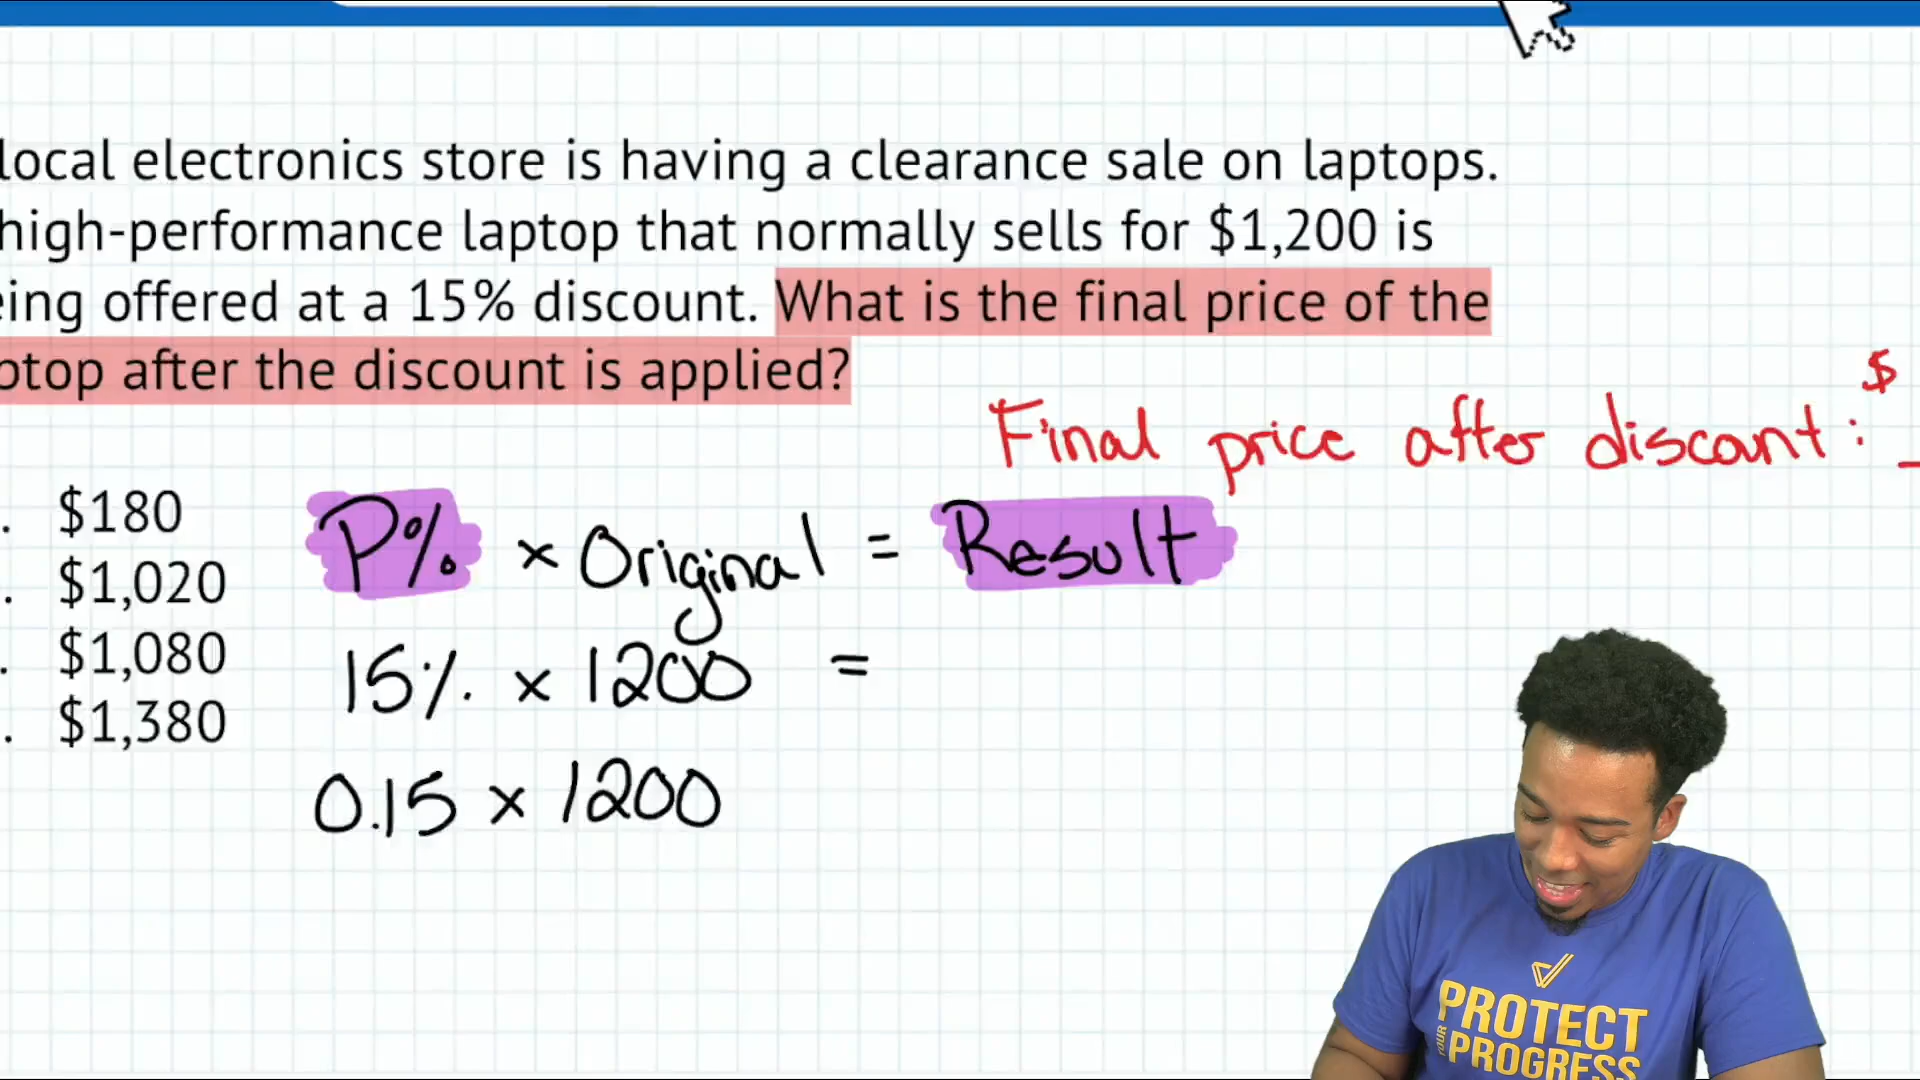 local electronics store is having a clearance sale on laptops.
high-performance laptop that normally sells for $1,200 is
eing offered at a 15% discount. What is the final price of the
ptop after the discount is applied?
Final price after discount: $
. $180
. $1,020
. $1,080
. $1,380
P% × Original = Result
15% × 1200 =
0.15 × 1200
PROTECT
YOUR PROGRESS